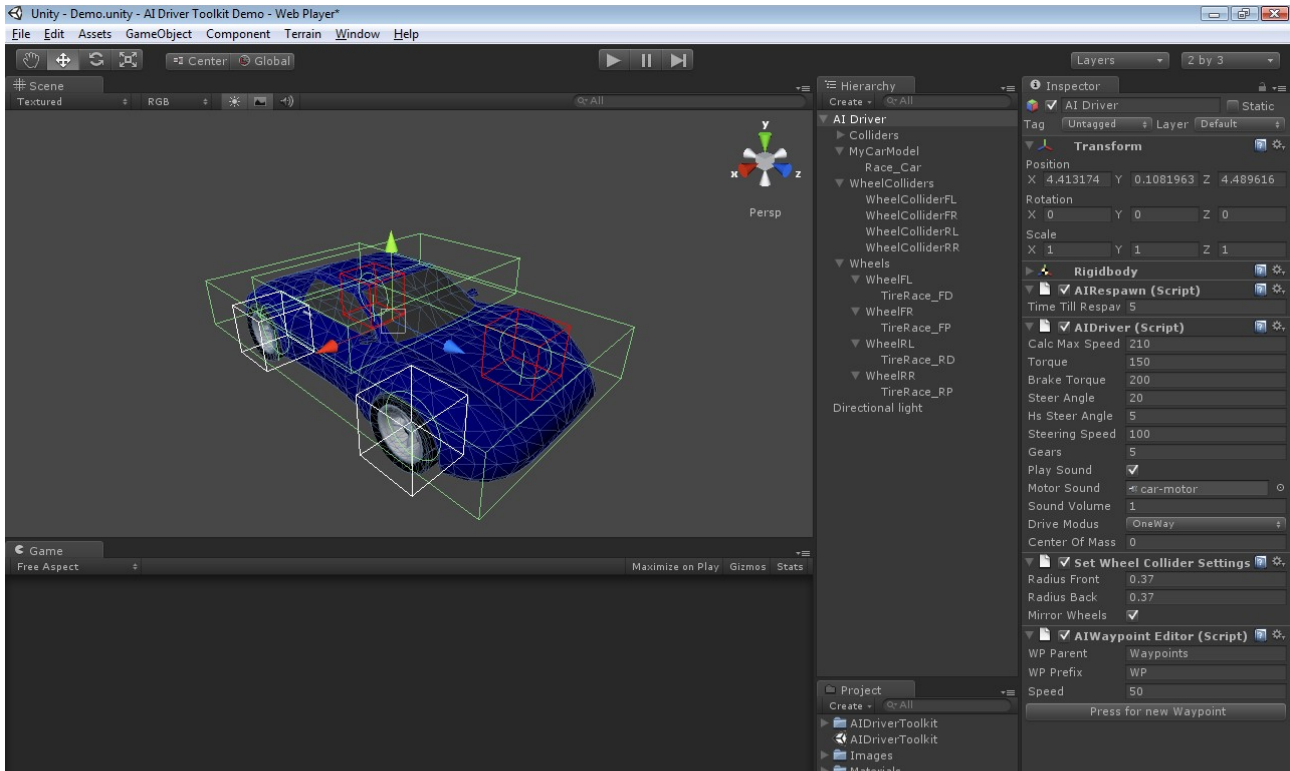 Unity - Demo.unity - AI Driver Toolkit Demo - Web Player*
File Edit Assets GameObject Component Terrain Window Help
Center Global
Layers 2 by 3
Scene
Textured RGB All
y
x z
Persp
Game
Free Aspect Maximize on Play Gizmos Stats
Hierarchy
Create All
AI Driver
Colliders
MyCarModel
Race_Car
WheelColliders
WheelColliderFL
WheelColliderFR
WheelColliderRL
WheelColliderRR
Wheels
WheelFL
TireRace_FD
WheelFR
TireRace_FP
WheelRL
TireRace_RD
WheelRR
TireRace_RP
Directional light
Project
Create All
AIDriverToolkit
AIDriverToolkit
Images
Materials
Inspector
AI Driver Static
Tag Untagged Layer Default
Transform
Position
X 4.413174 Y 0.1081963 Z 4.489616
Rotation
X 0 Y 0 Z 0
Scale
X 1 Y 1 Z 1
Rigidbody
AIRespawn (Script)
Time Till Respav 5
AIDriver (Script)
Calc Max Speed 210
Torque 150
Brake Torque 200
Steer Angle 20
Hs Steer Angle 5
Steering Speed 100
Gears 5
Play Sound
Motor Sound car-motor
Sound Volume 1
Drive Modus OneWay
Center Of Mass 0
Set Wheel Collider Settings
Radius Front 0.37
Radius Back 0.37
Mirror Wheels
AIWaypoint Editor (Script)
WP Parent Waypoints
WP Prefix WP
Speed 50
Press for new Waypoint